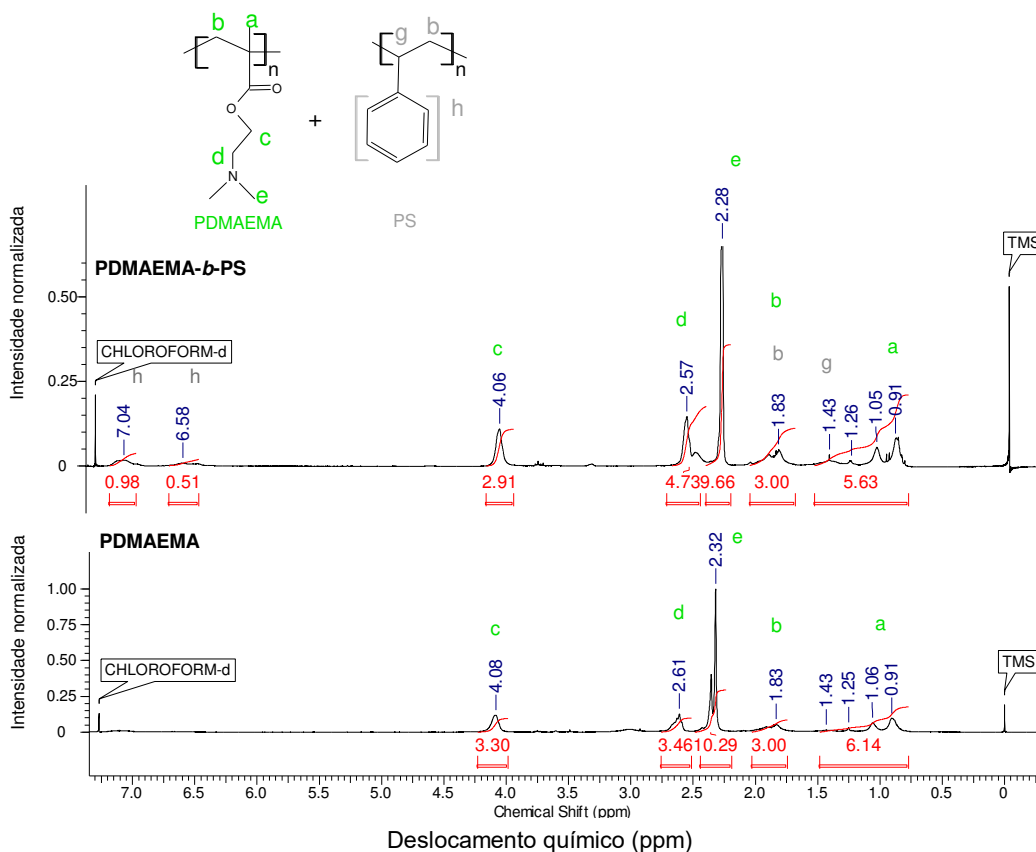 b a g b
n n
O
O
+
h
c
d
N
e
PDMAEMA PS
e
Intensidade normalizada
PDMAEMA-b-PS
TMS
2.28
b
d
b g a
c
CHLOROFORM-d
h h
0.50
0.25
0
7.04 6.58 4.06 2.57 1.83 1.43 1.26 1.05 0.91
0.98 0.51 2.91 4.73 9.66 3.00 5.63
PDMAEMA
e
Intensidade normalizada
2.32
1.00
0.75
0.50
0.25
0
c d b a
CHLOROFORM-d
TMS
4.08 2.61 1.83 1.43 1.25 1.06 0.91
3.30 3.46 10.29 3.00 6.14
7.0 6.5 6.0 5.5 5.0 4.5 4.0 3.5 3.0 2.5 2.0 1.5 1.0 0.5 0
Chemical Shift (ppm)
Deslocamento químico (ppm)